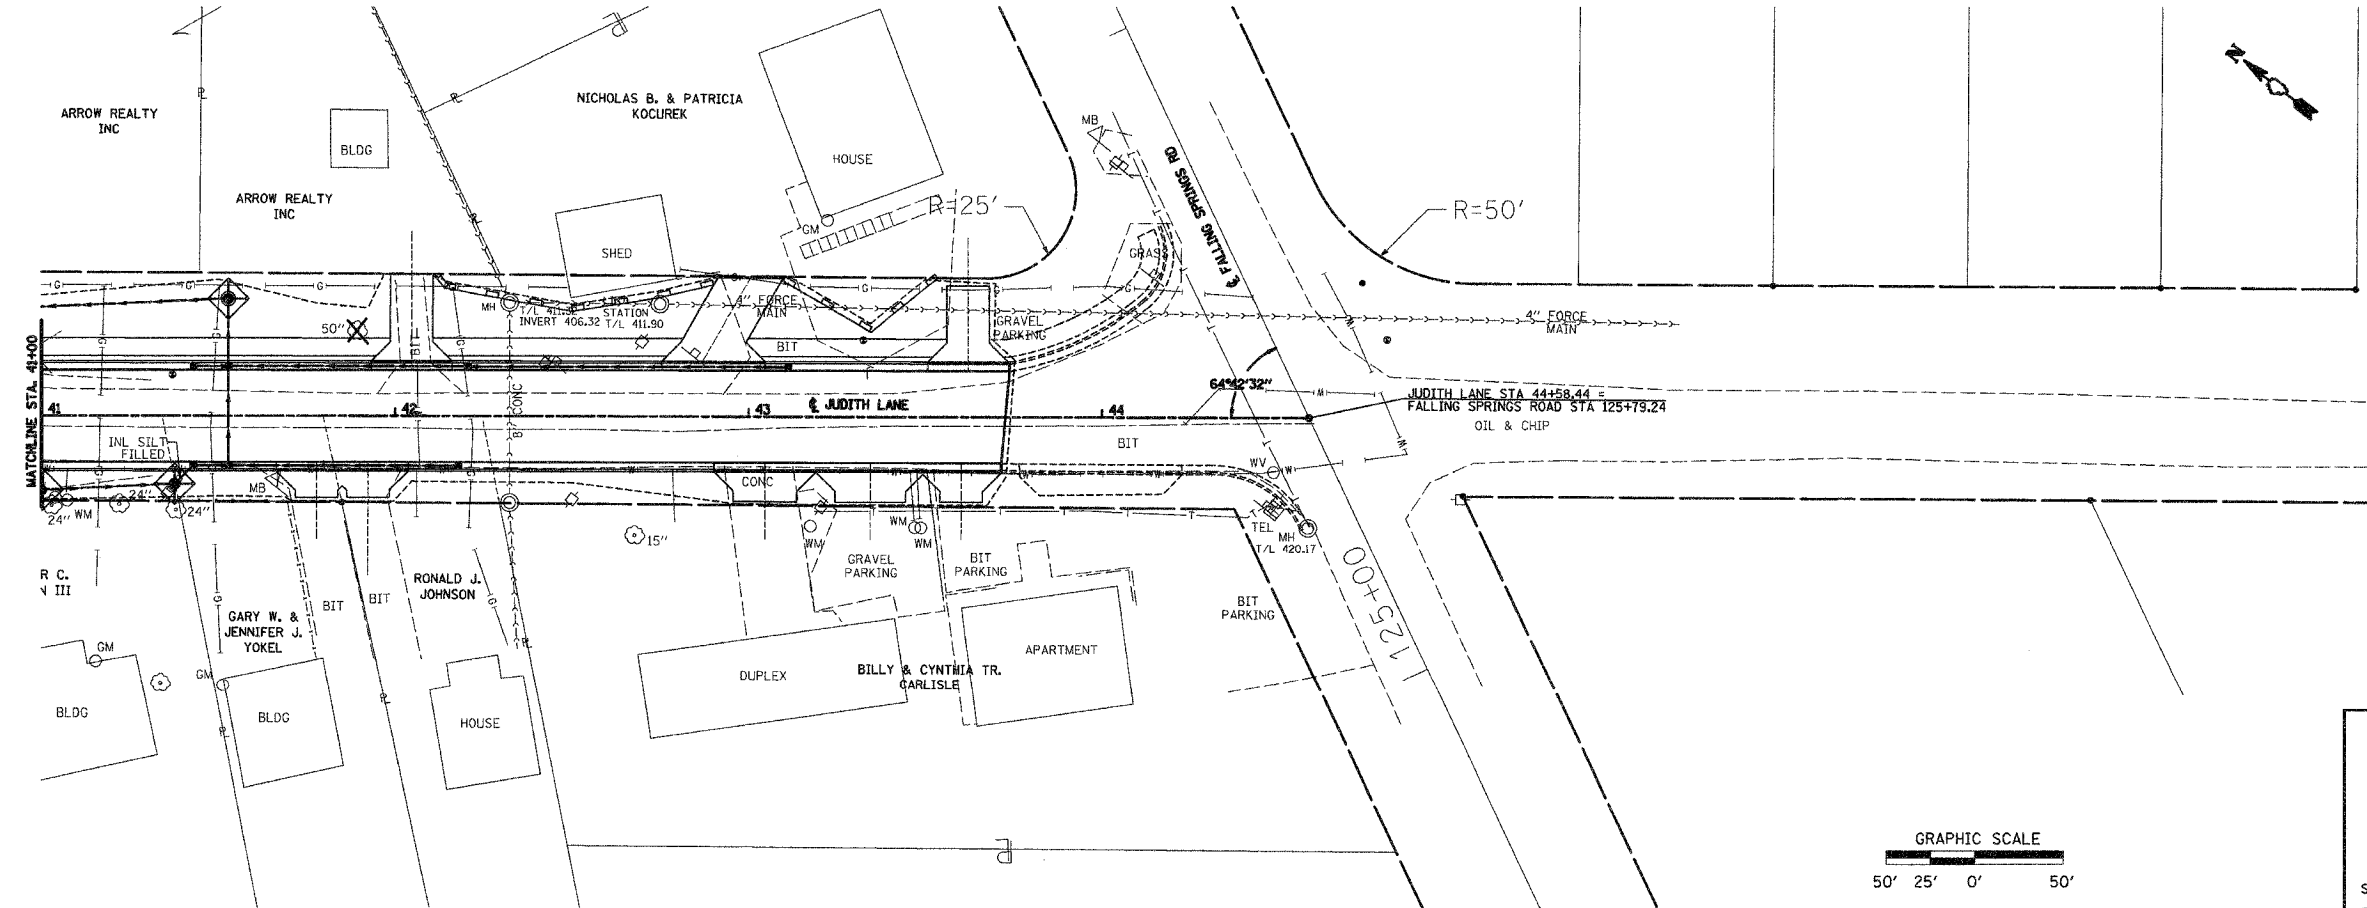 ARROW REALTY
INC
BLDG
ARROW REALTY
INC
NICHOLAS B. & PATRICIA
KOCUREK
HOUSE
SHED
GM
R=25'
MB
FALLING SPRINGS RD
GRASS
R=50'
N
MH
INVERT 406.32
STATION
T/L 411.90
4" FORCE
MAIN
50"
BIT
BIT
GRAVEL
PARKING
4" FORCE
MAIN
CONC
MATCHLINE STA. 41+00
41
42
43
44
JUDITH LANE
64°42'32"
JUDITH LANE STA 44+58.44 =
FALLING SPRINGS ROAD STA 125+79.24
OIL & CHIP
BIT
INL SILT
FILLED
MB
24"
24"
24"
WM
CONC
WV
15"
WM
WM
WM
TEL
MH
T/L 420.17
R C.
N III
GRAVEL
PARKING
BIT
PARKING
RONALD J.
JOHNSON
BIT
BIT
GARY W. &
JENNIFER J.
YOKEL
BIT
PARKING
125+00
GM
GM
BLDG
BLDG
HOUSE
DUPLEX
BILLY & CYNTHIA TR.
CARLISLE
APARTMENT
GRAPHIC SCALE
50' 25' 0' 50'